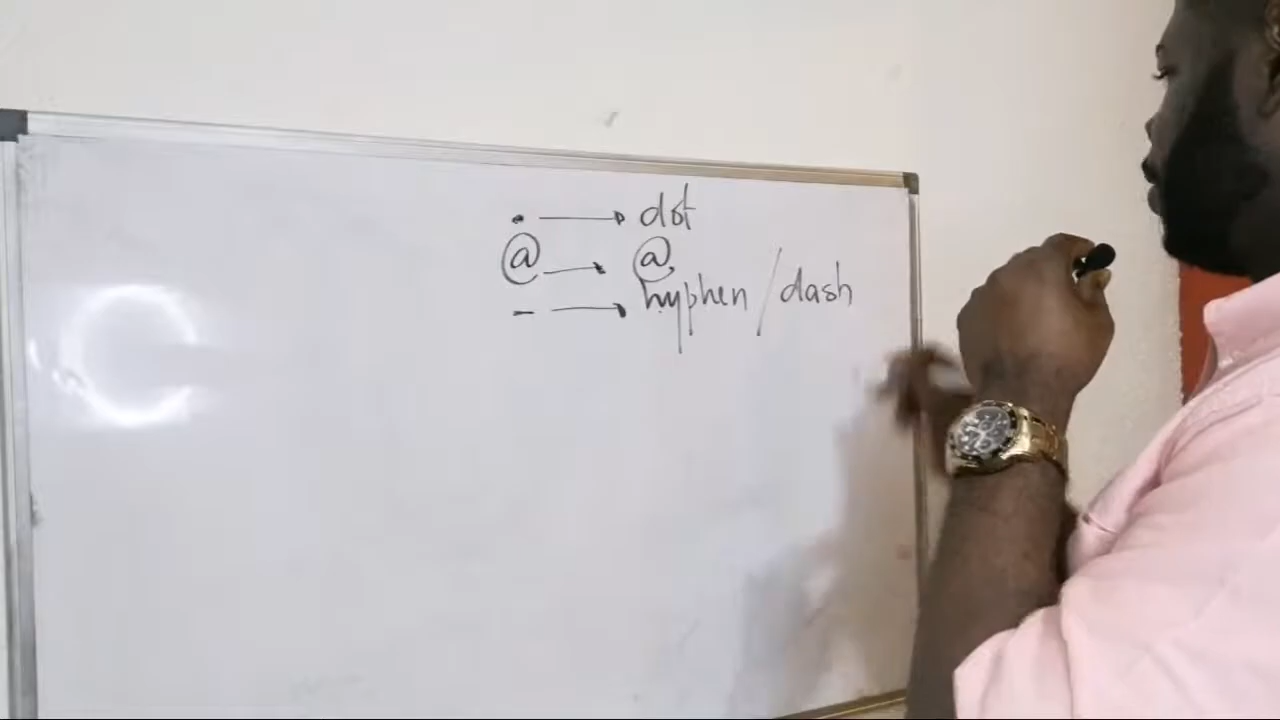 . → dot
@ → @
- → hyphen / dash